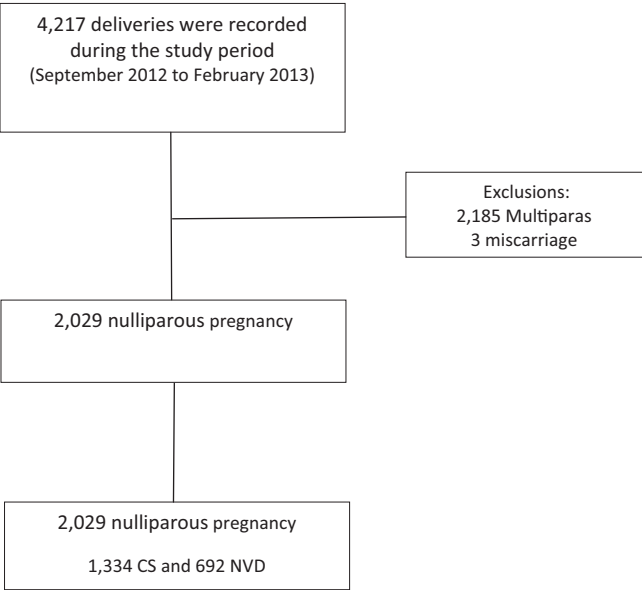 4,217 deliveries were recorded
during the study period
(September 2012 to February 2013)
Exclusions:
2,185 Multiparas
3 miscarriage
2,029 nulliparous pregnancy
2,029 nulliparous pregnancy
1,334 CS and 692 NVD